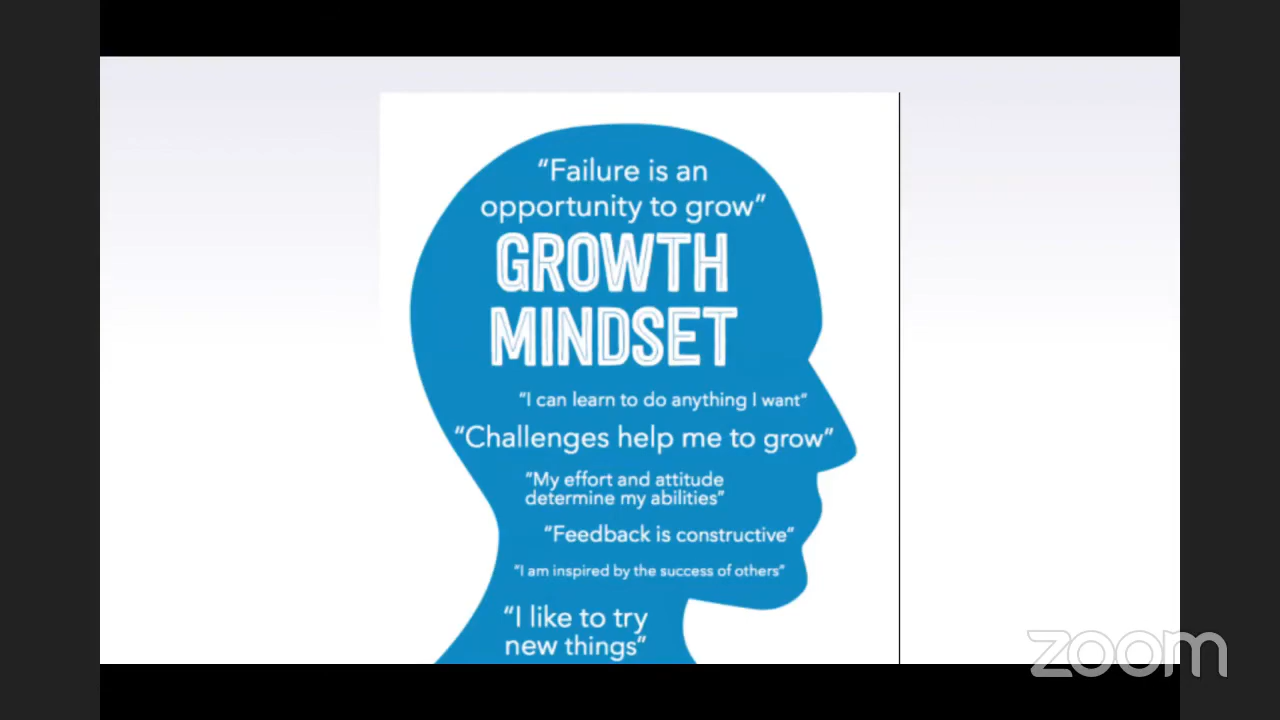 “Failure is an
opportunity to grow”
GROWTH
MINDSET
“I can learn to do anything I want”
“Challenges help me to grow”
“My effort and attitude
determine my abilities”
“Feedback is constructive”
“I am inspired by the success of others”
“I like to try
new things”
zoom